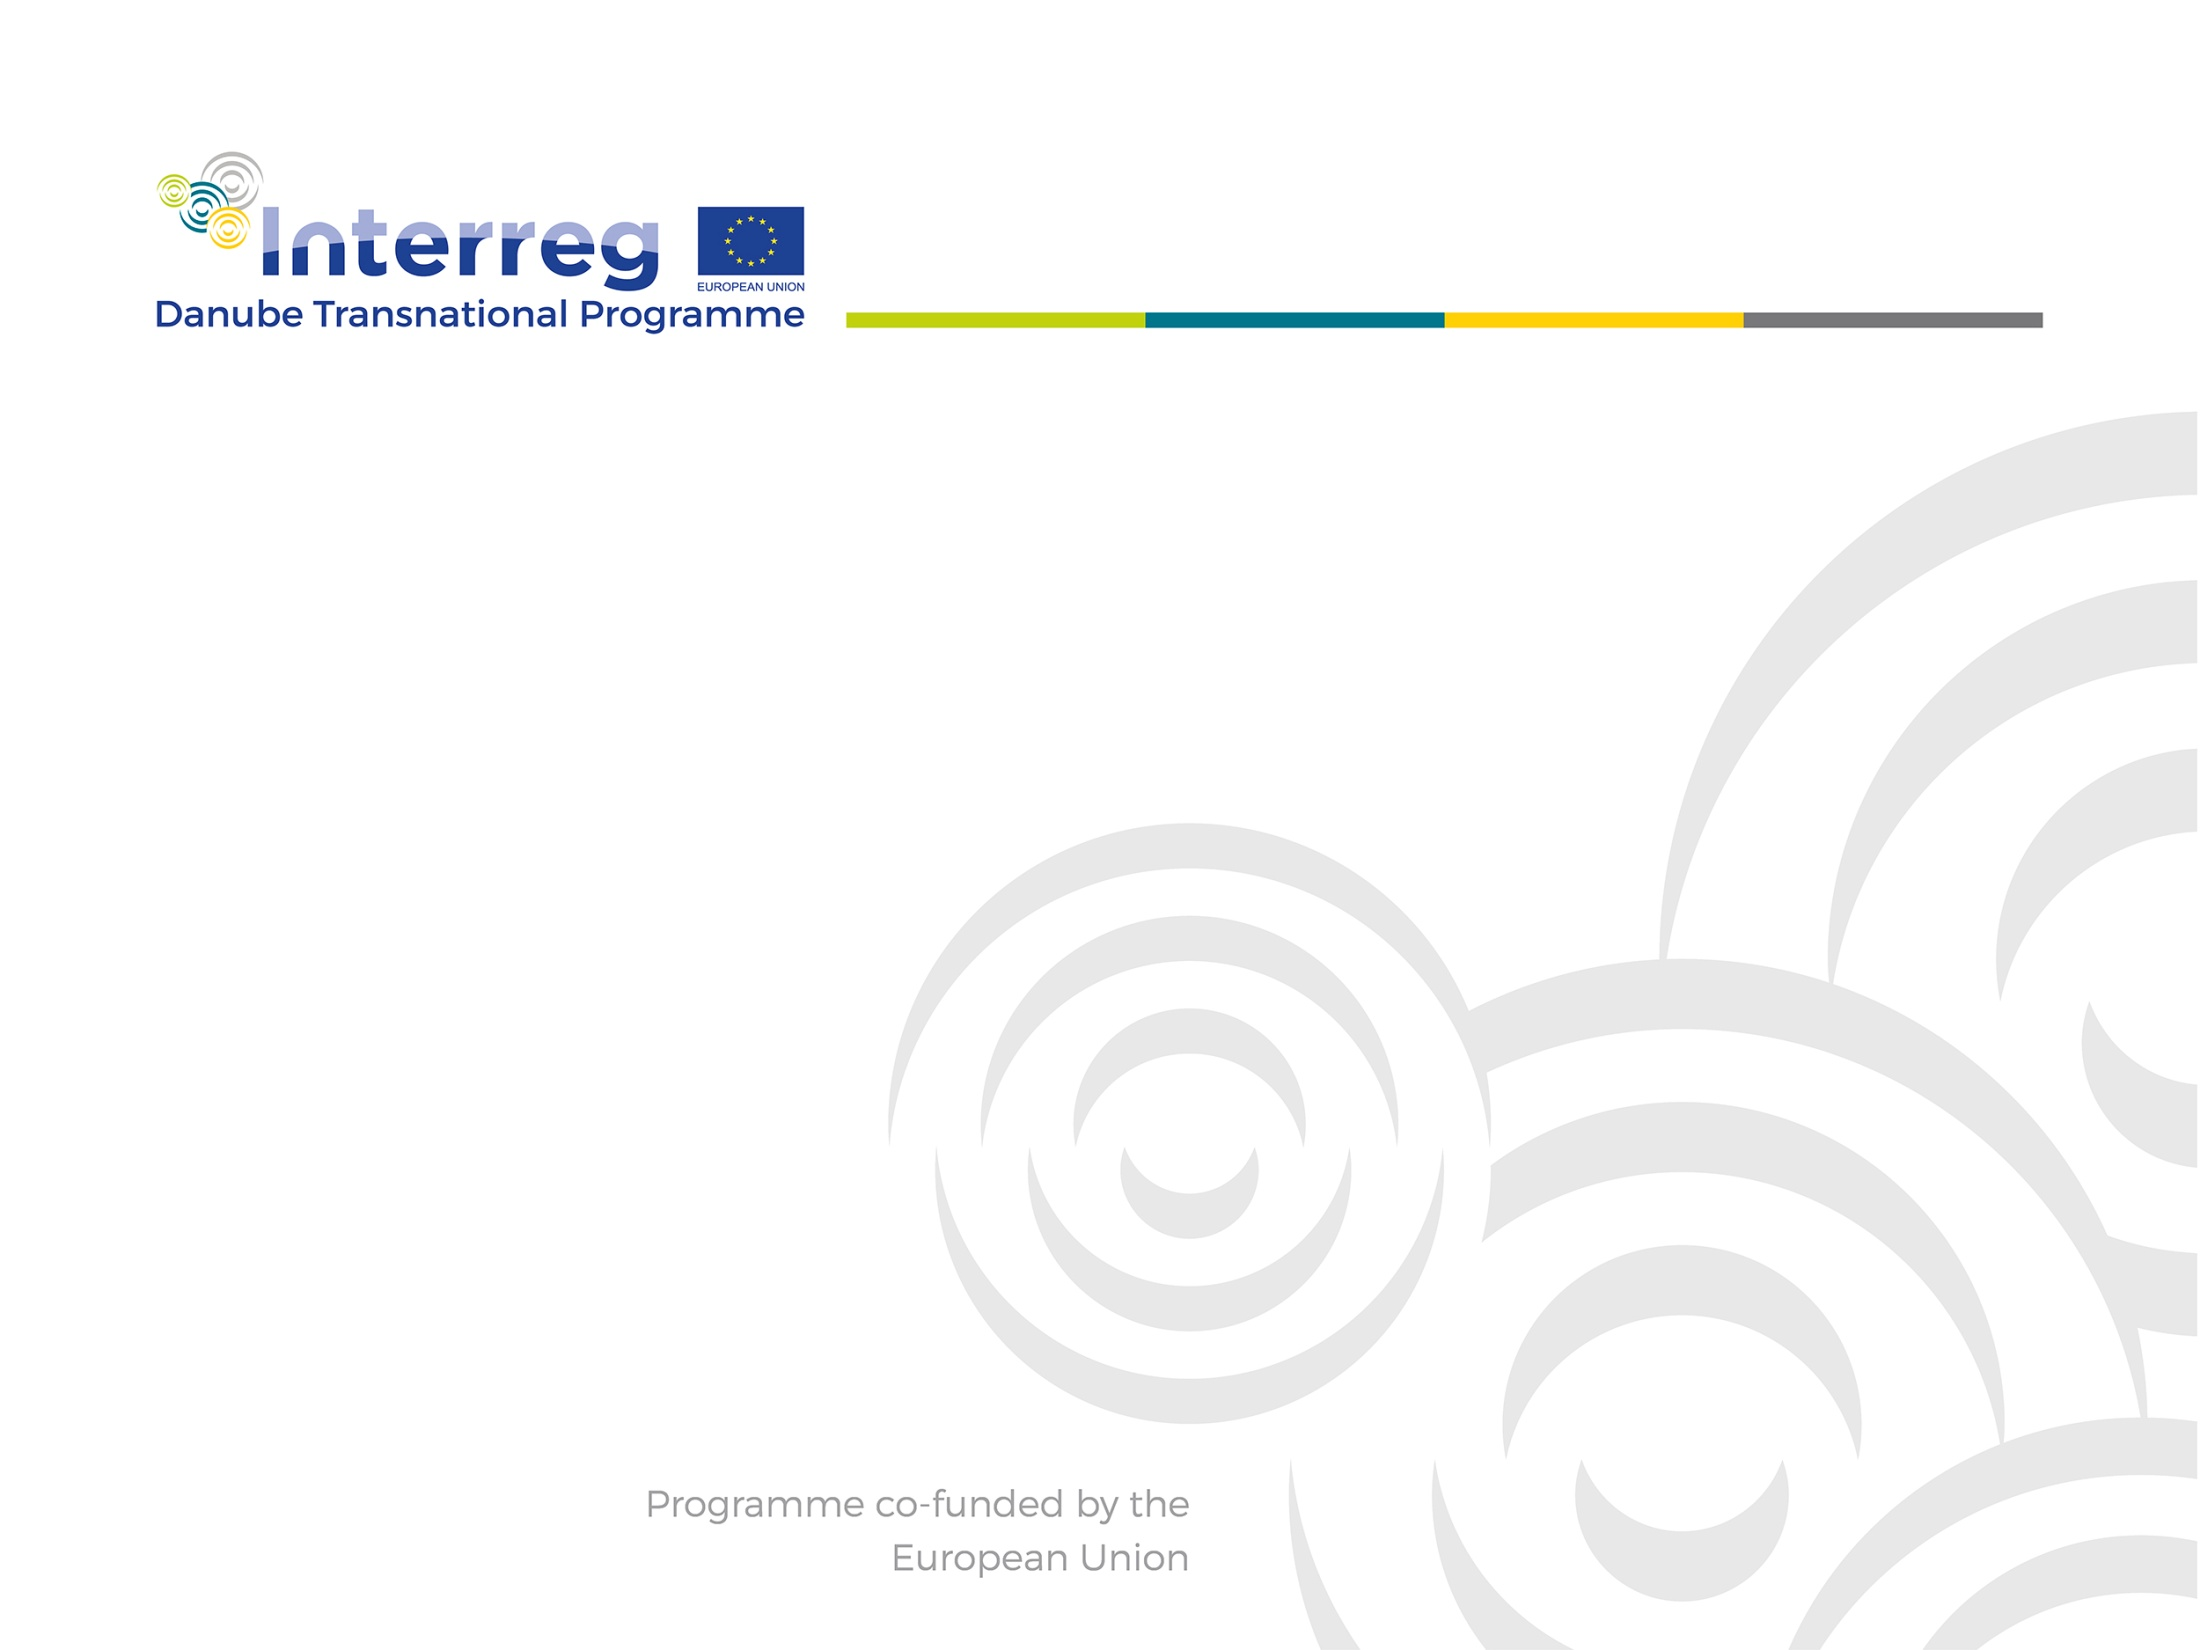 Interreg
EUROPEAN UNION
Danube Transnational Programme
Programme co-funded by the
European Union